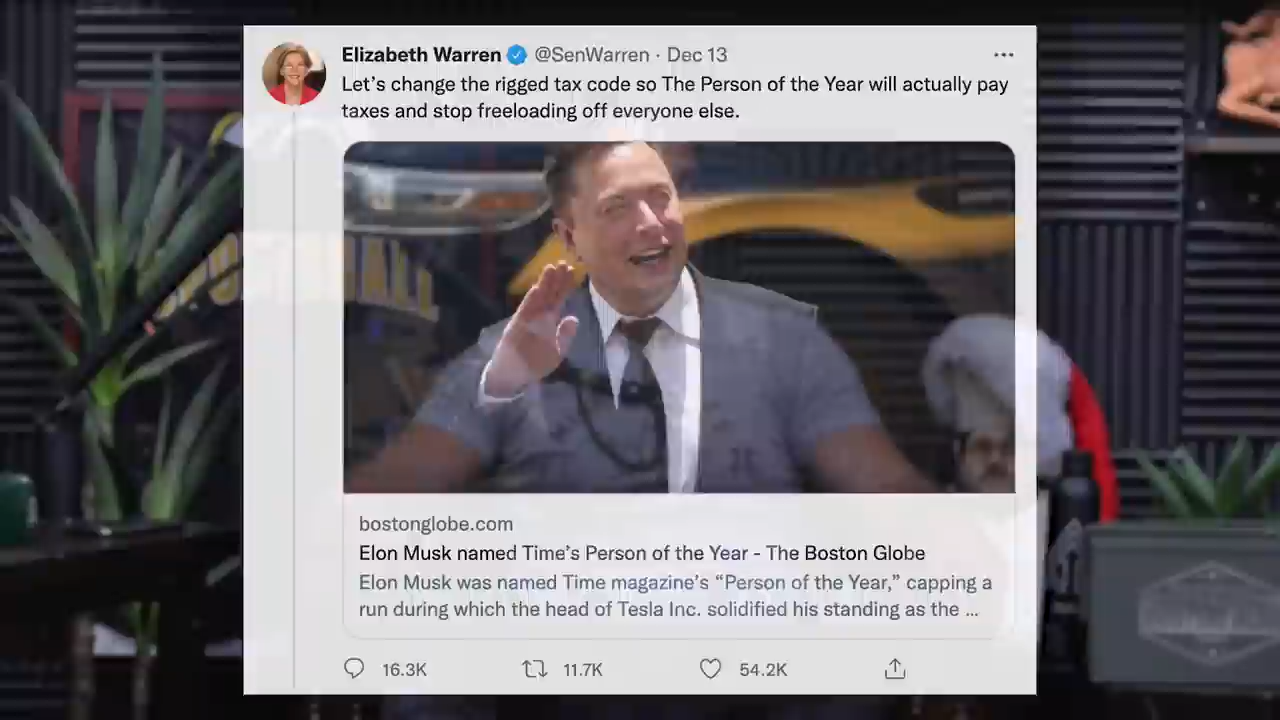 Elizabeth Warren @SenWarren · Dec 13
Let's change the rigged tax code so The Person of the Year will actually pay
taxes and stop freeloading off everyone else.
bostonglobe.com
Elon Musk named Time's Person of the Year - The Boston Globe
Elon Musk was named Time magazine's “Person of the Year,” capping a
run during which the head of Tesla Inc. solidified his standing as the ...
16.3K 11.7K 54.2K